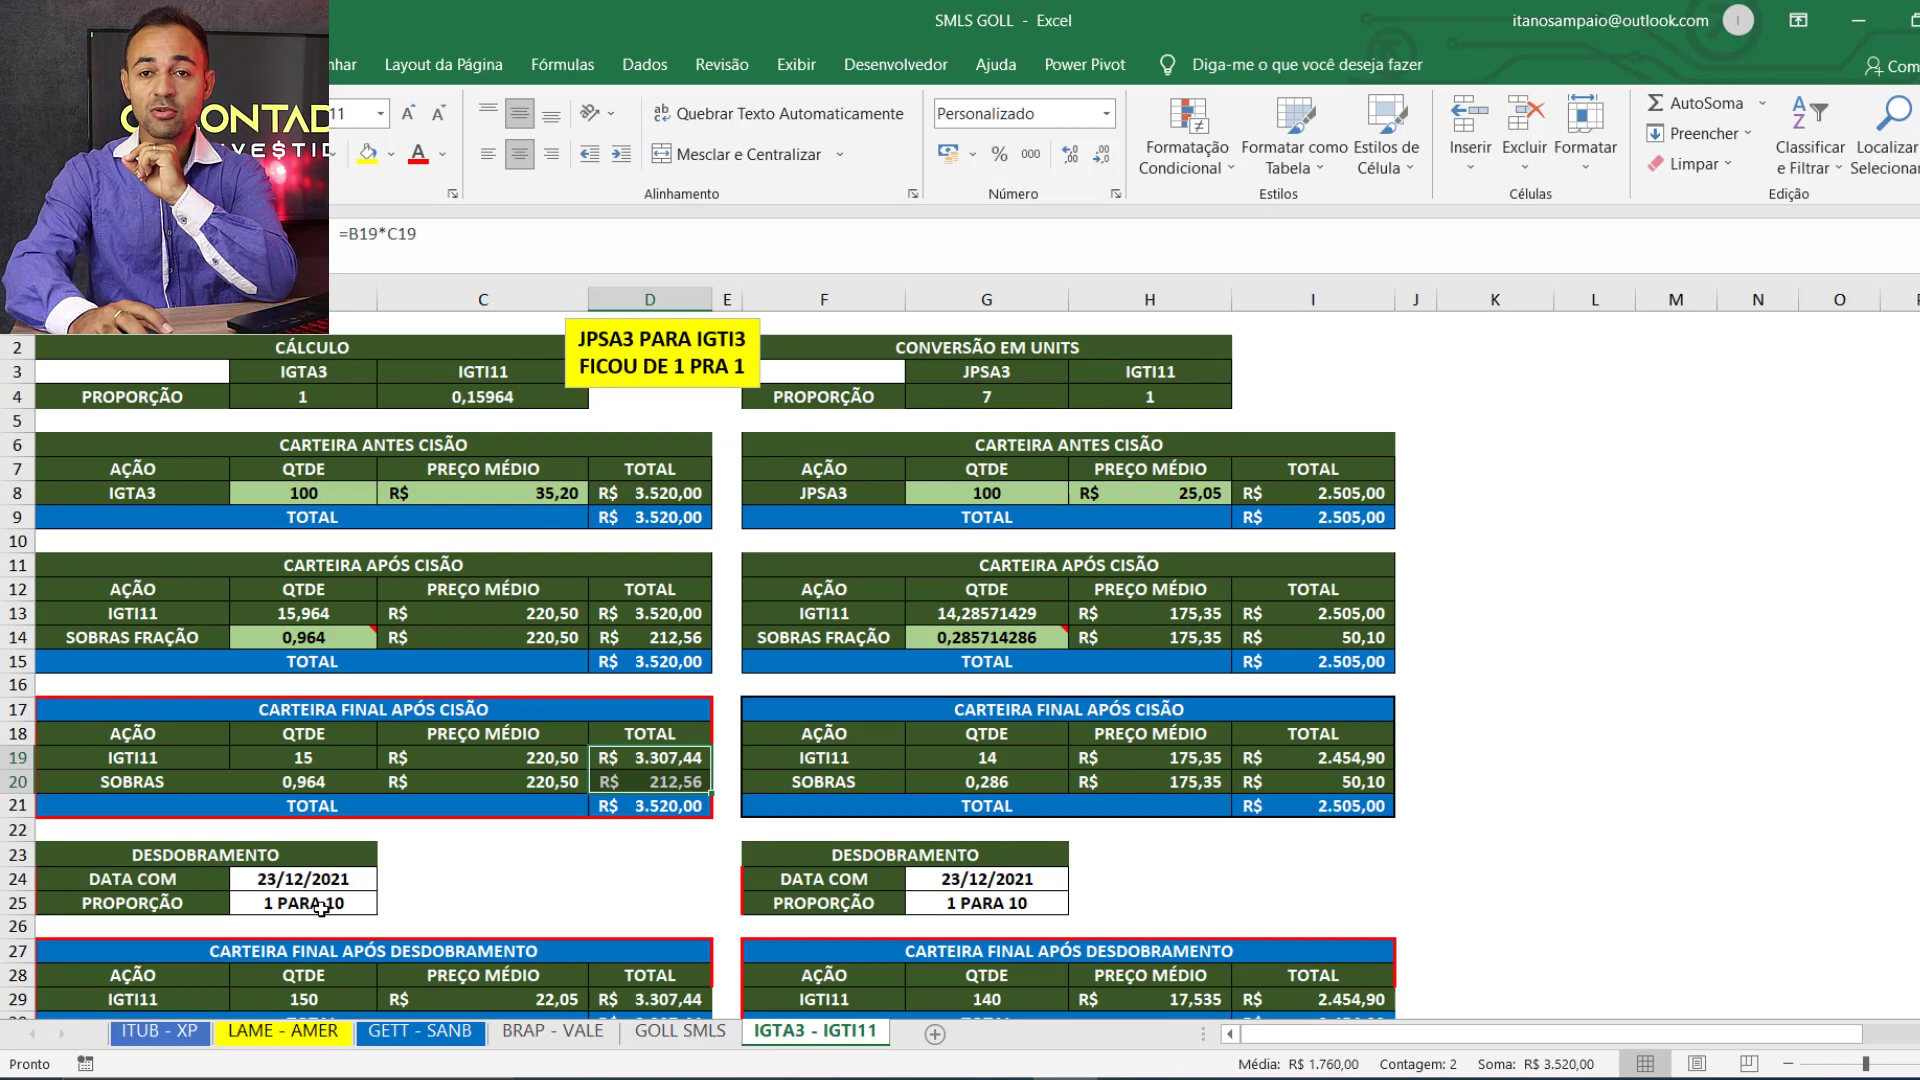 SMLS GOLL - Excel
itanosampaio@outlook.com
I
nhar Layout da Página Fórmulas Dados Revisão Exibir Desenvolvedor Ajuda Power Pivot Diga-me o que você deseja fazer Com
11 Quebrar Texto Automaticamente Personalizado Formatação Condicional Formatar como Tabela Estilos de Célula Inserir Excluir Formatar AutoSoma Classificar e Filtrar Localizar Selecionar
Preencher
Mesclar e Centralizar % 000 Limpar
Alinhamento Número Estilos Células Edição
ONTAD
INVE$TID
=B19*C19
C D E F G H I J K L M N O
JPSA3 PARA IGTI3
FICOU DE 1 PRA 1
2 CÁLCULO CONVERSÃO EM UNITS
3 IGTA3 IGTI11 JPSA3 IGTI11
4 PROPORÇÃO 1 0,15964 PROPORÇÃO 7 1
5
6 CARTEIRA ANTES CISÃO CARTEIRA ANTES CISÃO
7 AÇÃO QTDE PREÇO MÉDIO TOTAL AÇÃO QTDE PREÇO MÉDIO TOTAL
8 IGTA3 100 R$ 35,20 R$ 3.520,00 JPSA3 100 R$ 25,05 R$ 2.505,00
9 TOTAL R$ 3.520,00 TOTAL R$ 2.505,00
10
11 CARTEIRA APÓS CISÃO CARTEIRA APÓS CISÃO
12 AÇÃO QTDE PREÇO MÉDIO TOTAL AÇÃO QTDE PREÇO MÉDIO TOTAL
13 IGTI11 15,964 R$ 220,50 R$ 3.520,00 IGTI11 14,28571429 R$ 175,35 R$ 2.505,00
14 SOBRAS FRAÇÃO 0,964 R$ 220,50 R$ 212,56 SOBRAS FRAÇÃO 0,285714286 R$ 175,35 R$ 50,10
15 TOTAL R$ 3.520,00 TOTAL R$ 2.505,00
16
17 CARTEIRA FINAL APÓS CISÃO CARTEIRA FINAL APÓS CISÃO
18 AÇÃO QTDE PREÇO MÉDIO TOTAL AÇÃO QTDE PREÇO MÉDIO TOTAL
19 IGTI11 15 R$ 220,50 R$ 3.307,44 IGTI11 14 R$ 175,35 R$ 2.454,90
20 SOBRAS 0,964 R$ 220,50 R$ 212,56 SOBRAS 0,286 R$ 175,35 R$ 50,10
21 TOTAL R$ 3.520,00 TOTAL R$ 2.505,00
22
23 DESDOBRAMENTO DESDOBRAMENTO
24 DATA COM 23/12/2021 DATA COM 23/12/2021
25 PROPORÇÃO 1 PARA 10 PROPORÇÃO 1 PARA 10
26
27 CARTEIRA FINAL APÓS DESDOBRAMENTO CARTEIRA FINAL APÓS DESDOBRAMENTO
28 AÇÃO QTDE PREÇO MÉDIO TOTAL AÇÃO QTDE PREÇO MÉDIO TOTAL
29 IGTI11 150 R$ 22,05 R$ 3.307,44 IGTI11 140 R$ 17,535 R$ 2.454,90
ITUB - XP LAME - AMER GETT - SANB BRAP - VALE GOLL SMLS IGTA3 - IGTI11
Pronto Média: R$ 1.760,00 Contagem: 2 Soma: R$ 3.520,00